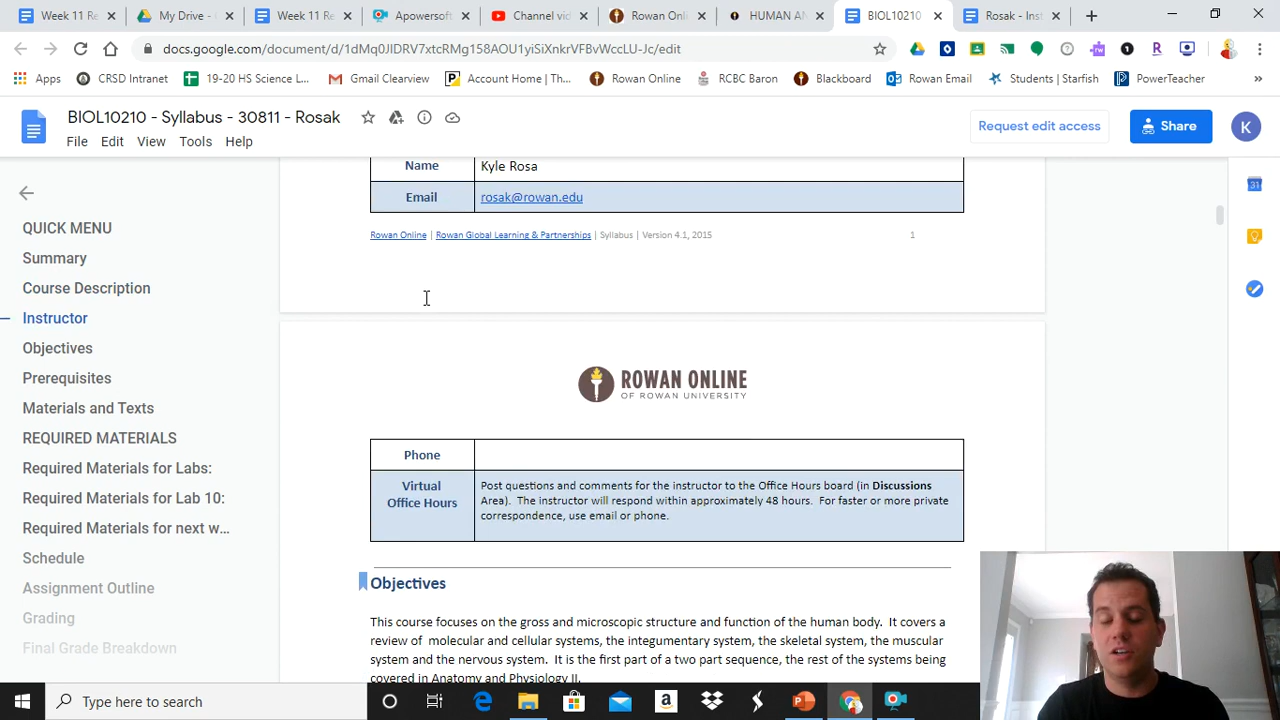 Week 11 Re
My Drive -
Week 11 Re
Apowersoft
Channel vid
Rowan Onli
HUMAN AN
BIOL10210
Rosak - Inst
docs.google.com/document/d/1dMq0JIDRV7xtcRMg158AOU1yiSiXnkrVFBvWccLU-Jc/edit
Apps
CRSD Intranet
19-20 HS Science L...
Gmail Clearview
Account Home | Th...
Rowan Online
RCBC Baron
Blackboard
Rowan Email
Students | Starfish
PowerTeacher
BIOL10210 - Syllabus - 30811 - Rosak
File Edit View Tools Help
Request edit access
Share
K
QUICK MENU
Summary
Course Description
Instructor
Objectives
Prerequisites
Materials and Texts
REQUIRED MATERIALS
Required Materials for Labs:
Required Materials for Lab 10:
Required Materials for next w...
Schedule
Assignment Outline
Grading
Final Grade Breakdown
Name Kyle Rosa
Email rosak@rowan.edu
Rowan Online | Rowan Global Learning & Partnerships | Syllabus | Version 4.1, 2015 1
ROWAN ONLINE
OF ROWAN UNIVERSITY
Phone
Virtual Office Hours
Post questions and comments for the instructor to the Office Hours board (in Discussions
Area). The instructor will respond within approximately 48 hours. For faster or more private
correspondence, use email or phone.
Objectives
This course focuses on the gross and microscopic structure and function of the human body. It covers a
review of molecular and cellular systems, the integumentary system, the skeletal system, the muscular
system and the nervous system. It is the first part of a two part sequence, the rest of the systems being
covered in Anatomy and Physiology II.
31
Type here to search